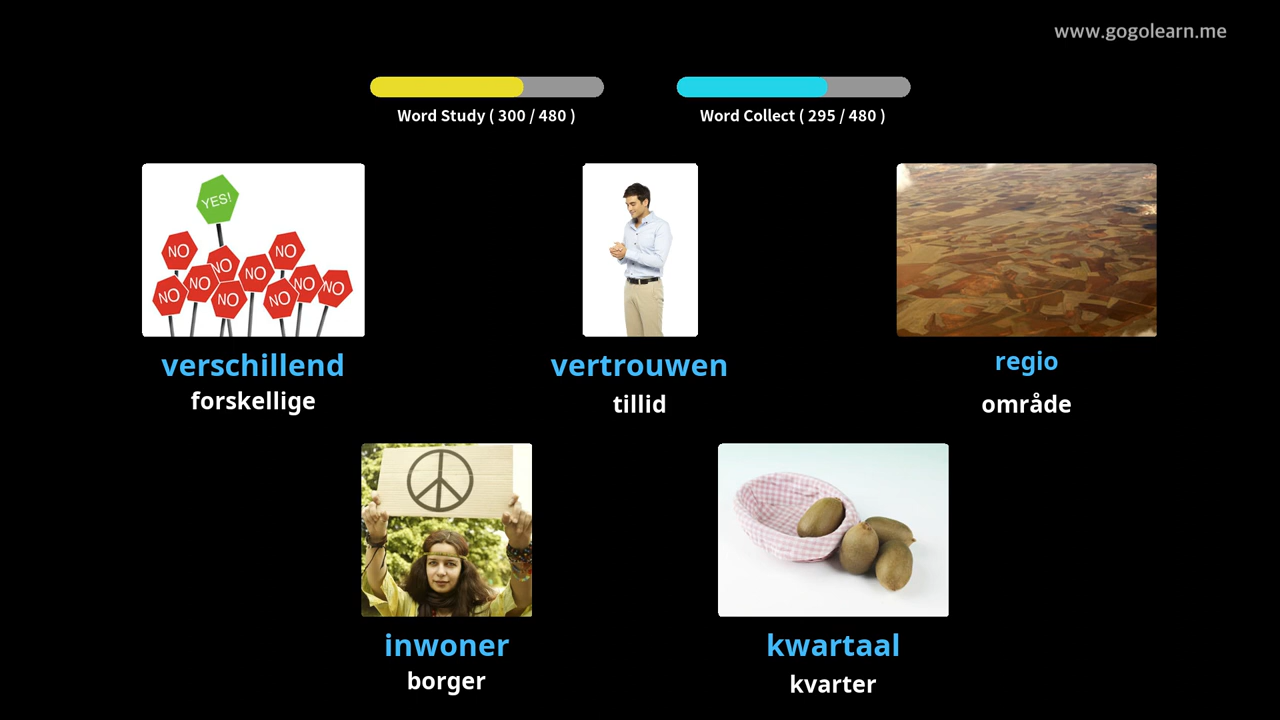 www.gogolearn.me
Word Study ( 300 / 480 )
Word Collect ( 295 / 480 )
YES!
NO
NO
NO
NO
NO
NO
NO
NO
NO
NO
verschillend
forskellige
vertrouwen
tillid
regio
område
inwoner
borger
kwartaal
kvarter